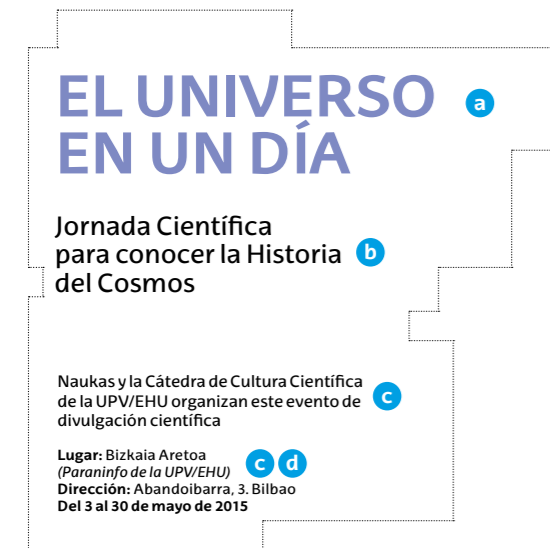 EL UNIVERSO a
EN UN DÍA
Jornada Científica
para conocer la Historia b
del Cosmos
Naukas y la Cátedra de Cultura Científica
de la UPV/EHU organizan este evento de c
divulgación científica
Lugar: Bizkaia Aretoa
(Paraninfo de la UPV/EHU) c d
Dirección: Abandoibarra, 3. Bilbao
Del 3 al 30 de mayo de 2015